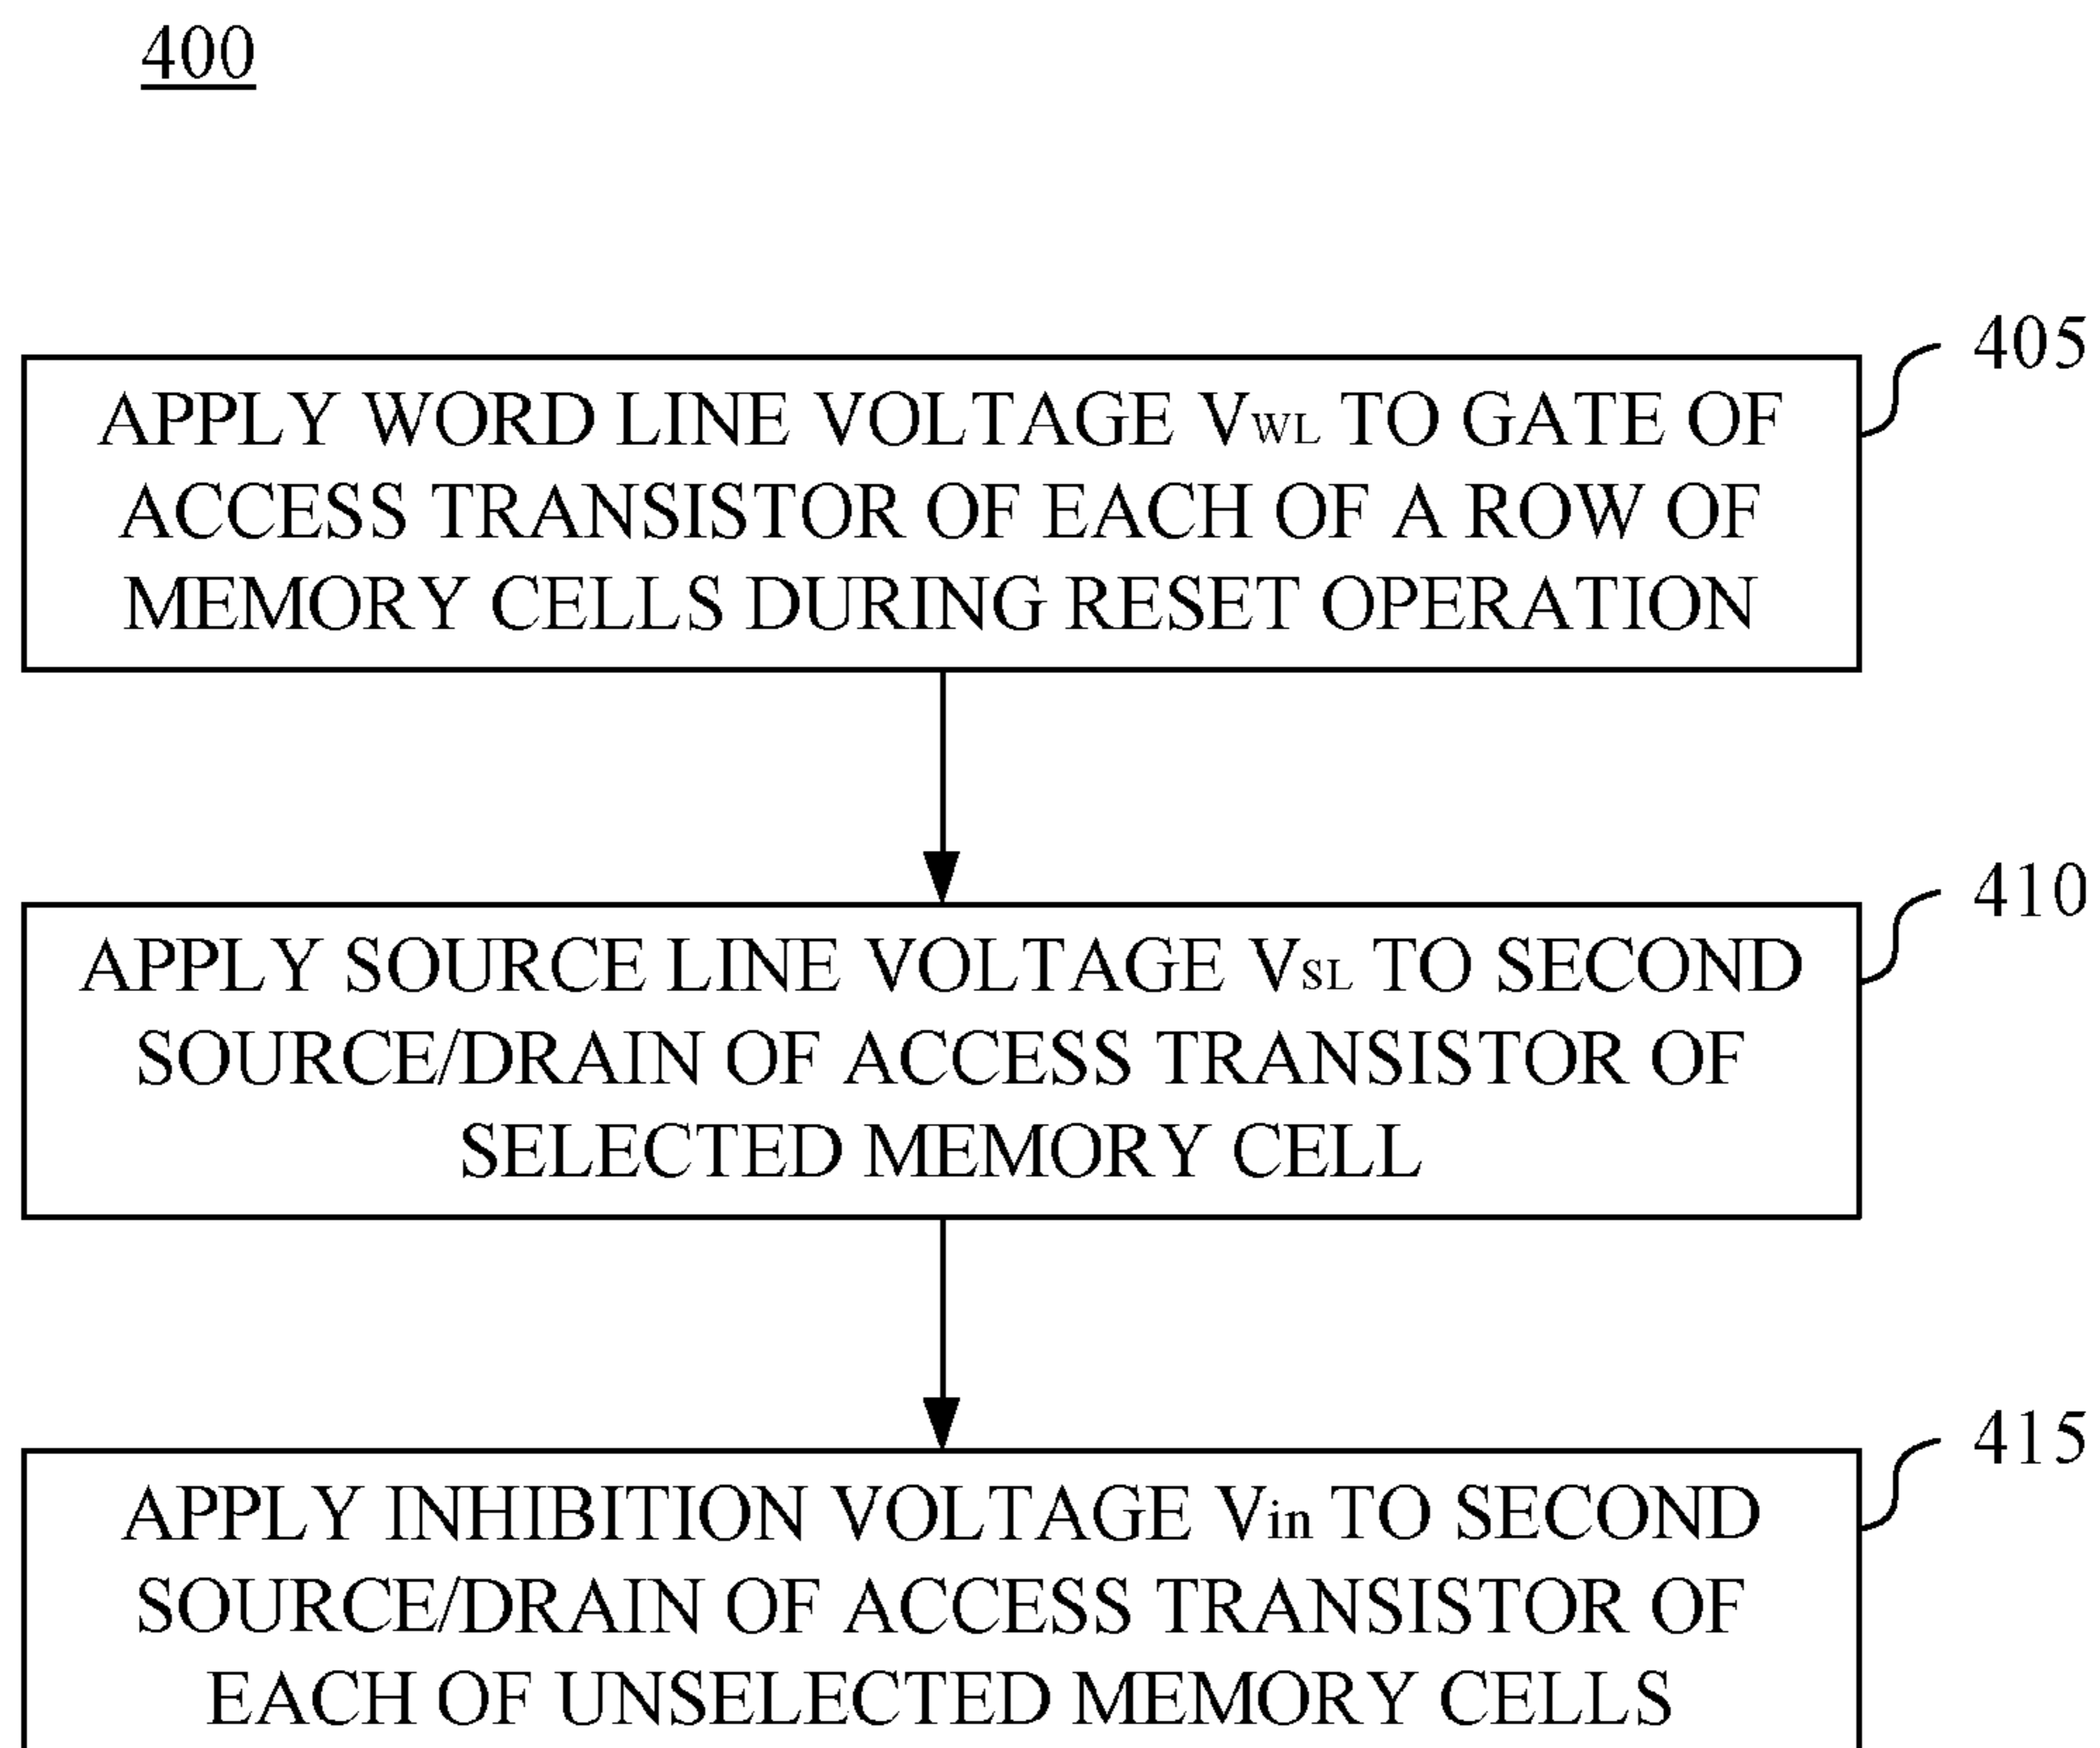 400
405
APPLY WORD LINE VOLTAGE VWL TO GATE OF
ACCESS TRANSISTOR OF EACH OF A ROW OF
MEMORY CELLS DURING RESET OPERATION
410
APPLY SOURCE LINE VOLTAGE VSL TO SECOND
SOURCE/DRAIN OF ACCESS TRANSISTOR OF
SELECTED MEMORY CELL
415
APPLY INHIBITION VOLTAGE Vin TO SECOND
SOURCE/DRAIN OF ACCESS TRANSISTOR OF
EACH OF UNSELECTED MEMORY CELLS